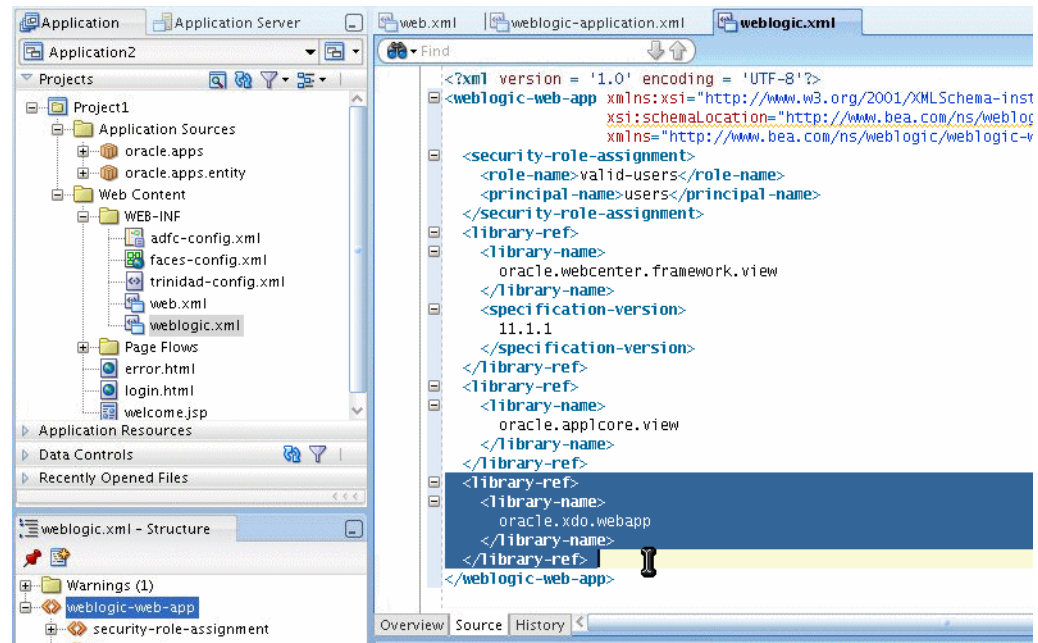 Application
Application Server
Application2
Projects
Project1
Application Sources
oracle.apps
oracle.apps.entity
Web Content
WEB-INF
adfc-config.xml
faces-config.xml
trinidad-config.xml
web.xml
weblogic.xml
Page Flows
error.html
login.html
welcome.jsp
Application Resources
Data Controls
Recently Opened Files
weblogic.xml - Structure
Warnings (1)
weblogic-web-app
security-role-assignment
web.xml
weblogic-application.xml
weblogic.xml
Find
<?xml version = '1.0' encoding = 'UTF-8'?>
<weblogic-web-app xmlns:xsi="http://www.w3.org/2001/XMLSchema-inst
xsi:schemaLocation="http://www.bea.com/ns/weblog
xmlns="http://www.bea.com/ns/weblogic/weblogic-w
<security-role-assignment>
<role-name>valid-users</role-name>
<principal-name>users</principal-name>
</security-role-assignment>
<library-ref>
<library-name>
oracle.webcenter.framework.view
</library-name>
<specification-version>
11.1.1
</specification-version>
</library-ref>
<library-ref>
<library-name>
oracle.applcore.view
</library-name>
</library-ref>
<library-ref>
<library-name>
oracle.xdo.webapp
</library-name>
</library-ref>
</weblogic-web-app>
Overview Source History